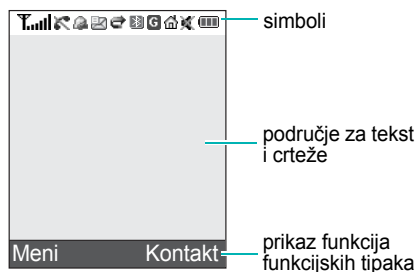 simboli
područje za tekst
i crteže
Meni Kontakt
prikaz funkcija
funkcijskih tipaka